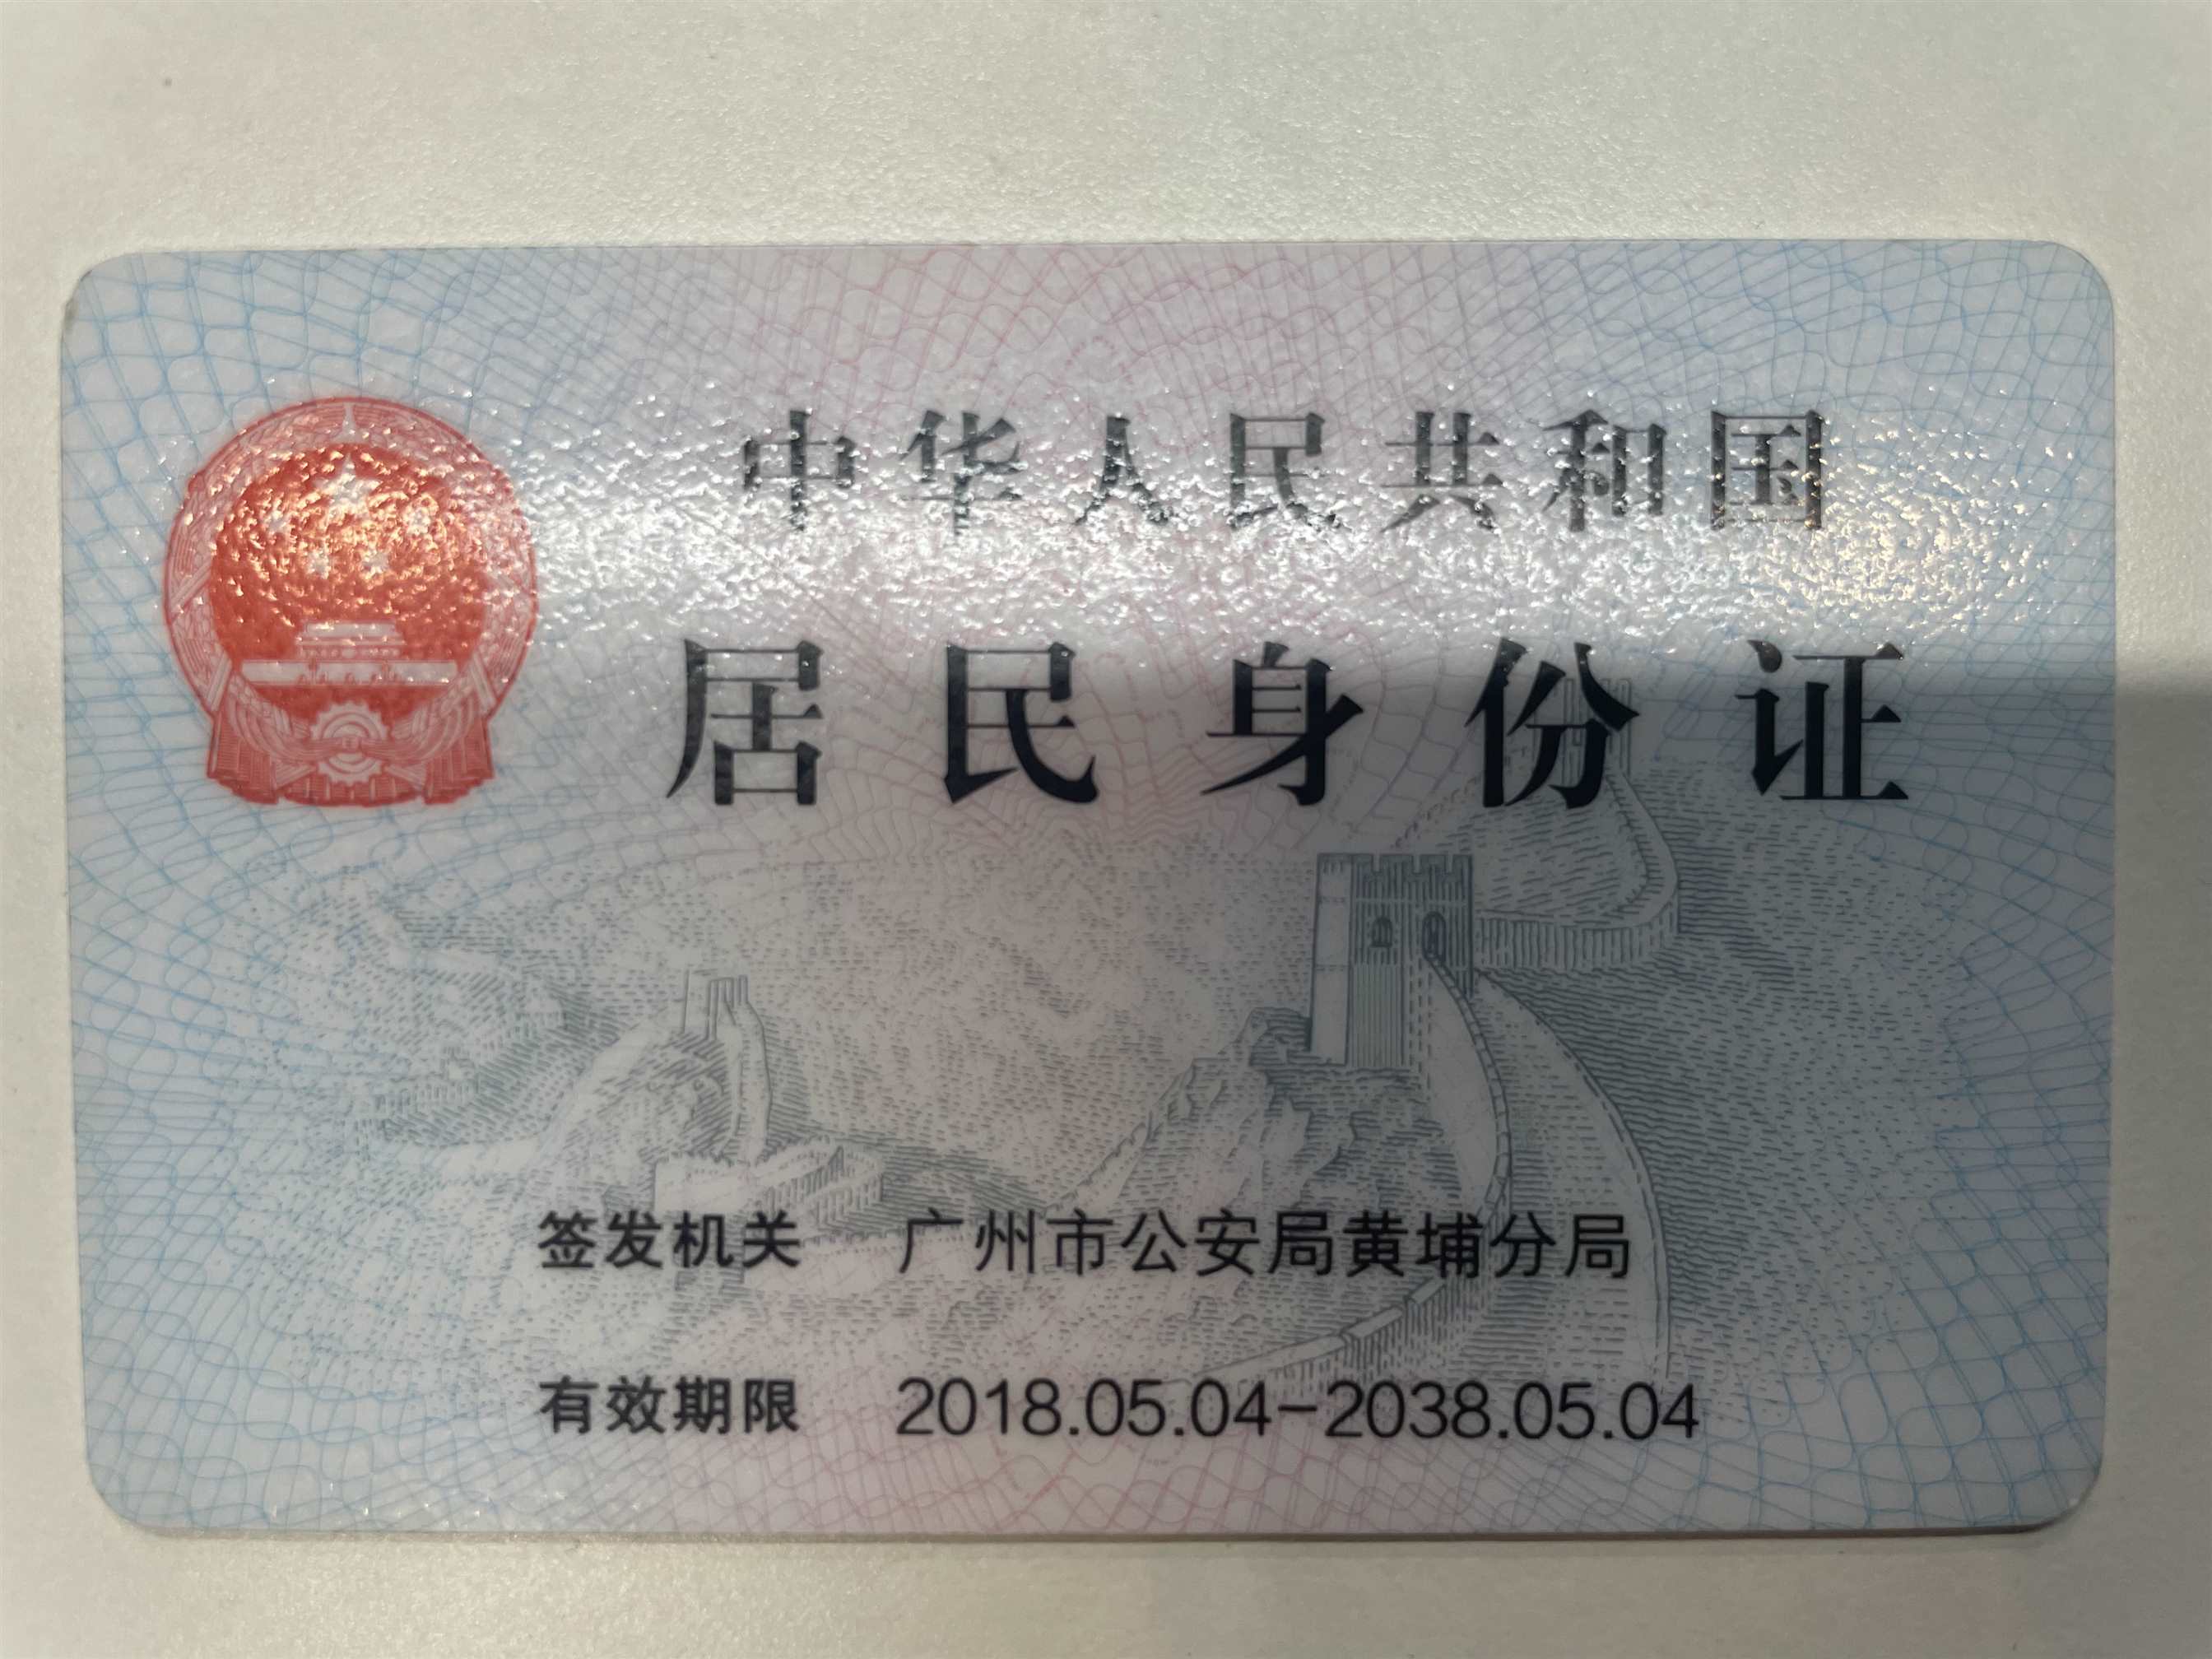 中华人民共和国
居民身份证
签发机关 广州市公安局黄埔分局
有效期限 2018.05.04-2038.05.04